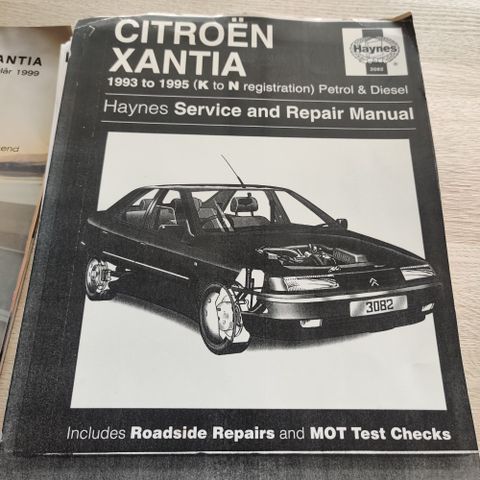 CITROËN
XANTIA
1993 to 1995 (K to N registration) Petrol & Diesel
Haynes Service and Repair Manual
Haynes
3082
3082
Includes Roadside Repairs and MOT Test Checks
ANTIA
lår 1999
end